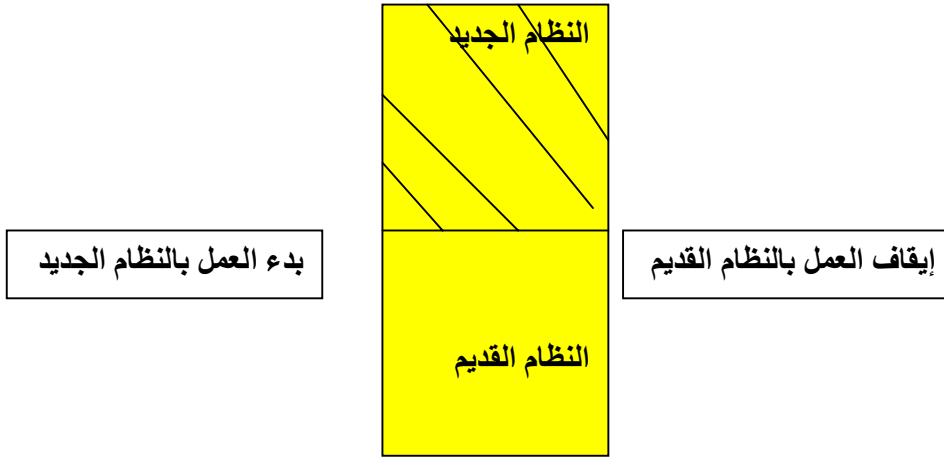 النظام الجديد
إيقاف العمل بالنظام القديم
بدء العمل بالنظام الجديد
النظام القديم